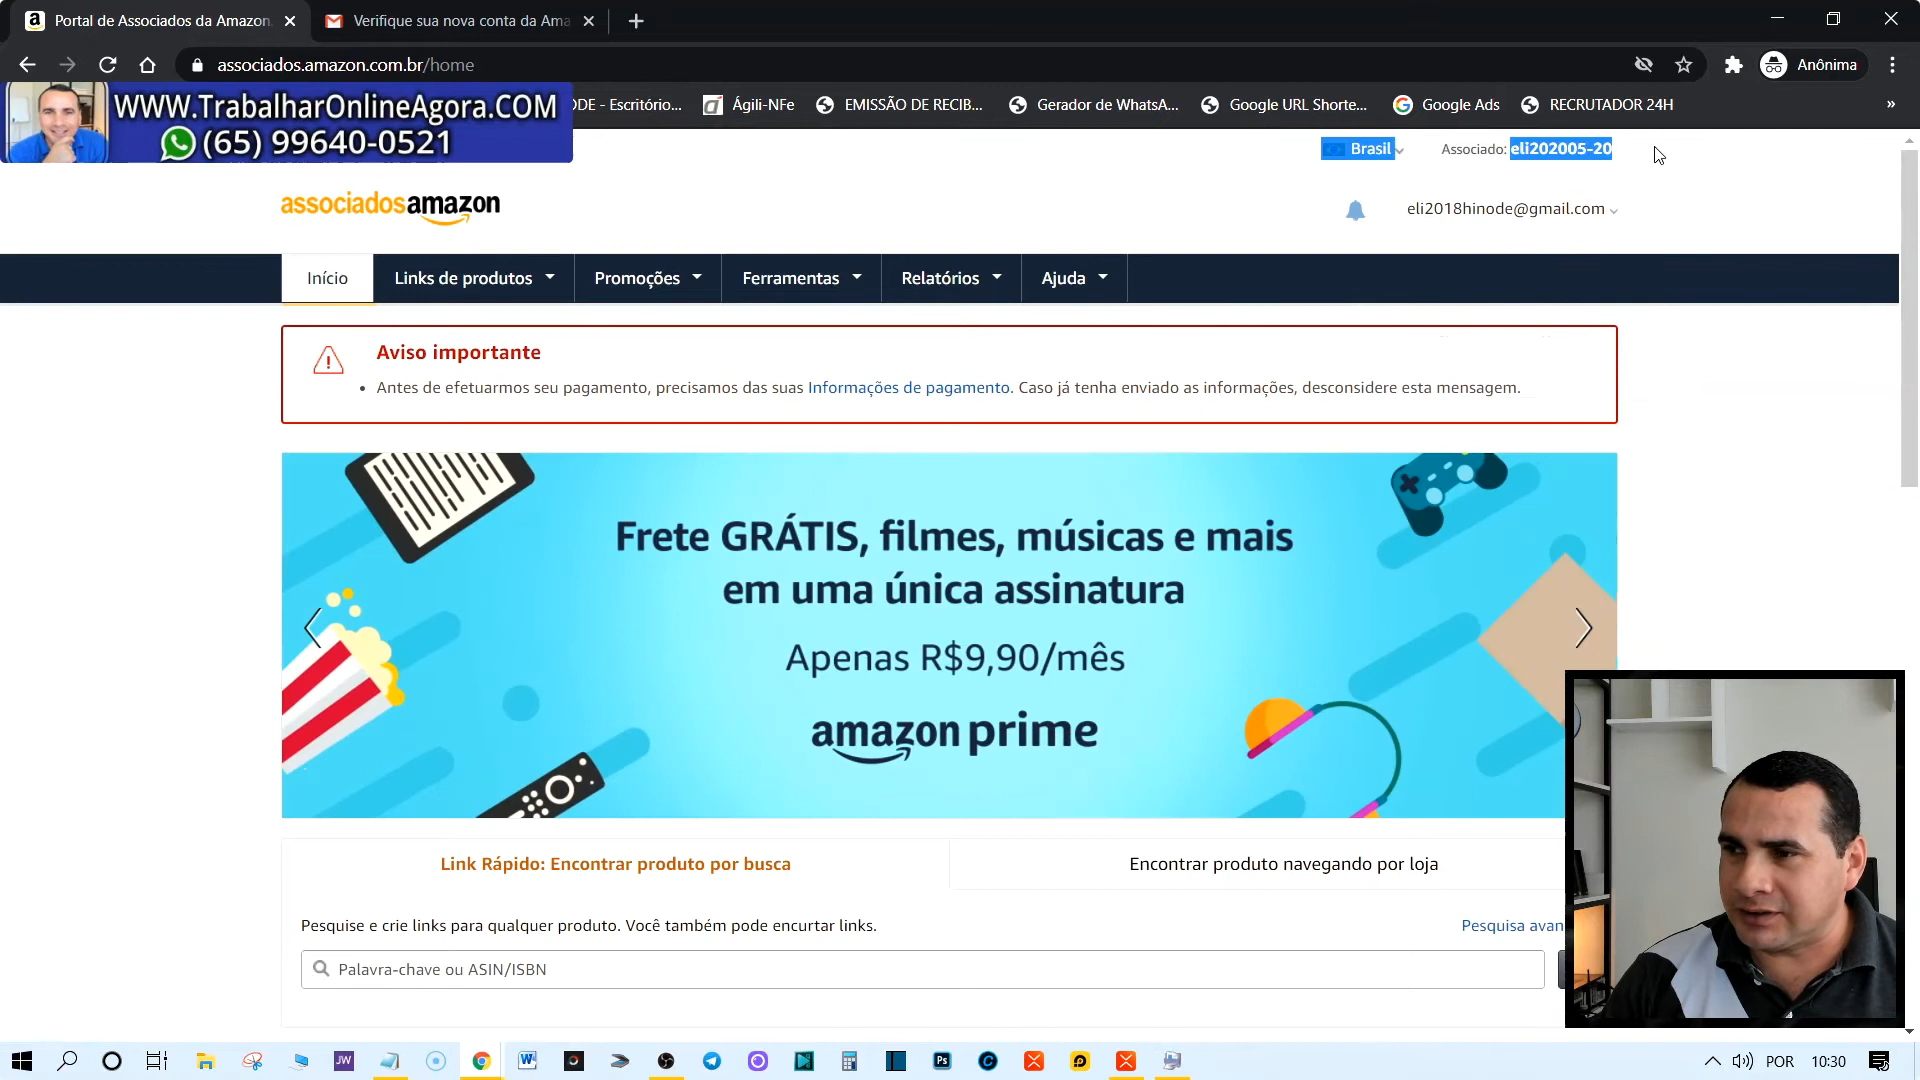 Portal de Associados da Amazon
Verifique sua nova conta da Ama
associados.amazon.com.br/home
Anônima
WWW.TrabalharOnlineAgora.COM
(65) 99640-0521
ODE - Escritório...
Ágili-NFe
EMISSÃO DE RECIB...
Gerador de WhatsA...
Google URL Shorte...
Google Ads
RECRUTADOR 24H
»
Brasil
Associado: eli202005-20
associadosamazon
eli2018hinode@gmail.com
Início
Links de produtos
Promoções
Ferramentas
Relatórios
Ajuda
Aviso importante
• Antes de efetuarmos seu pagamento, precisamos das suas Informações de pagamento. Caso já tenha enviado as informações, desconsidere esta mensagem.
Frete GRÁTIS, filmes, músicas e mais
em uma única assinatura
Apenas R$9,90/mês
amazon prime
Link Rápido: Encontrar produto por busca
Encontrar produto navegando por loja
Pesquise e crie links para qualquer produto. Você também pode encurtar links.
Pesquisa avan
Palavra-chave ou ASIN/ISBN
JW
W
Ps
POR
10:30